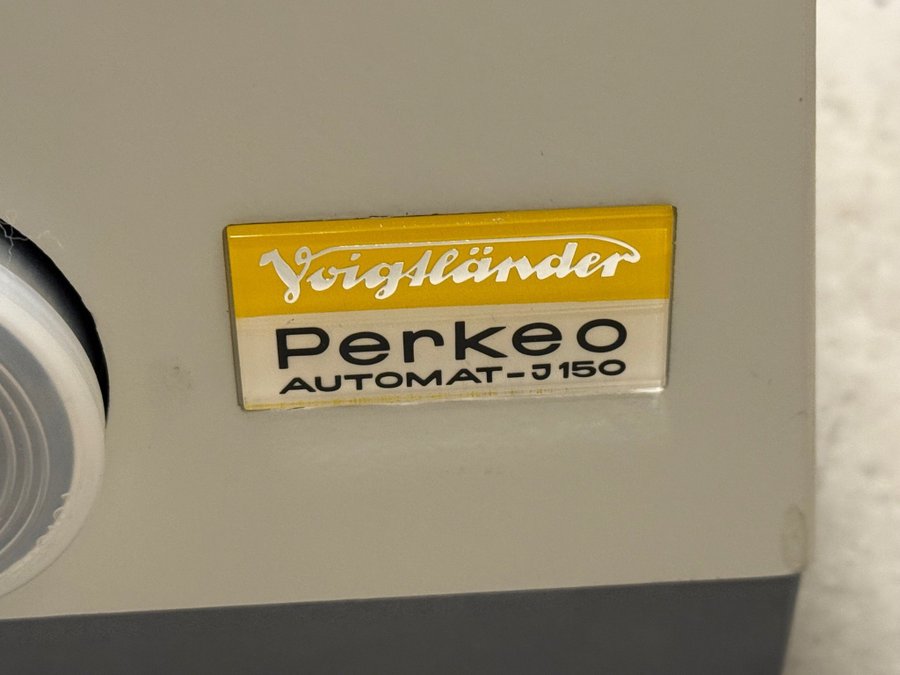 Voigtländer
Perkeo
AUTOMAT-J150